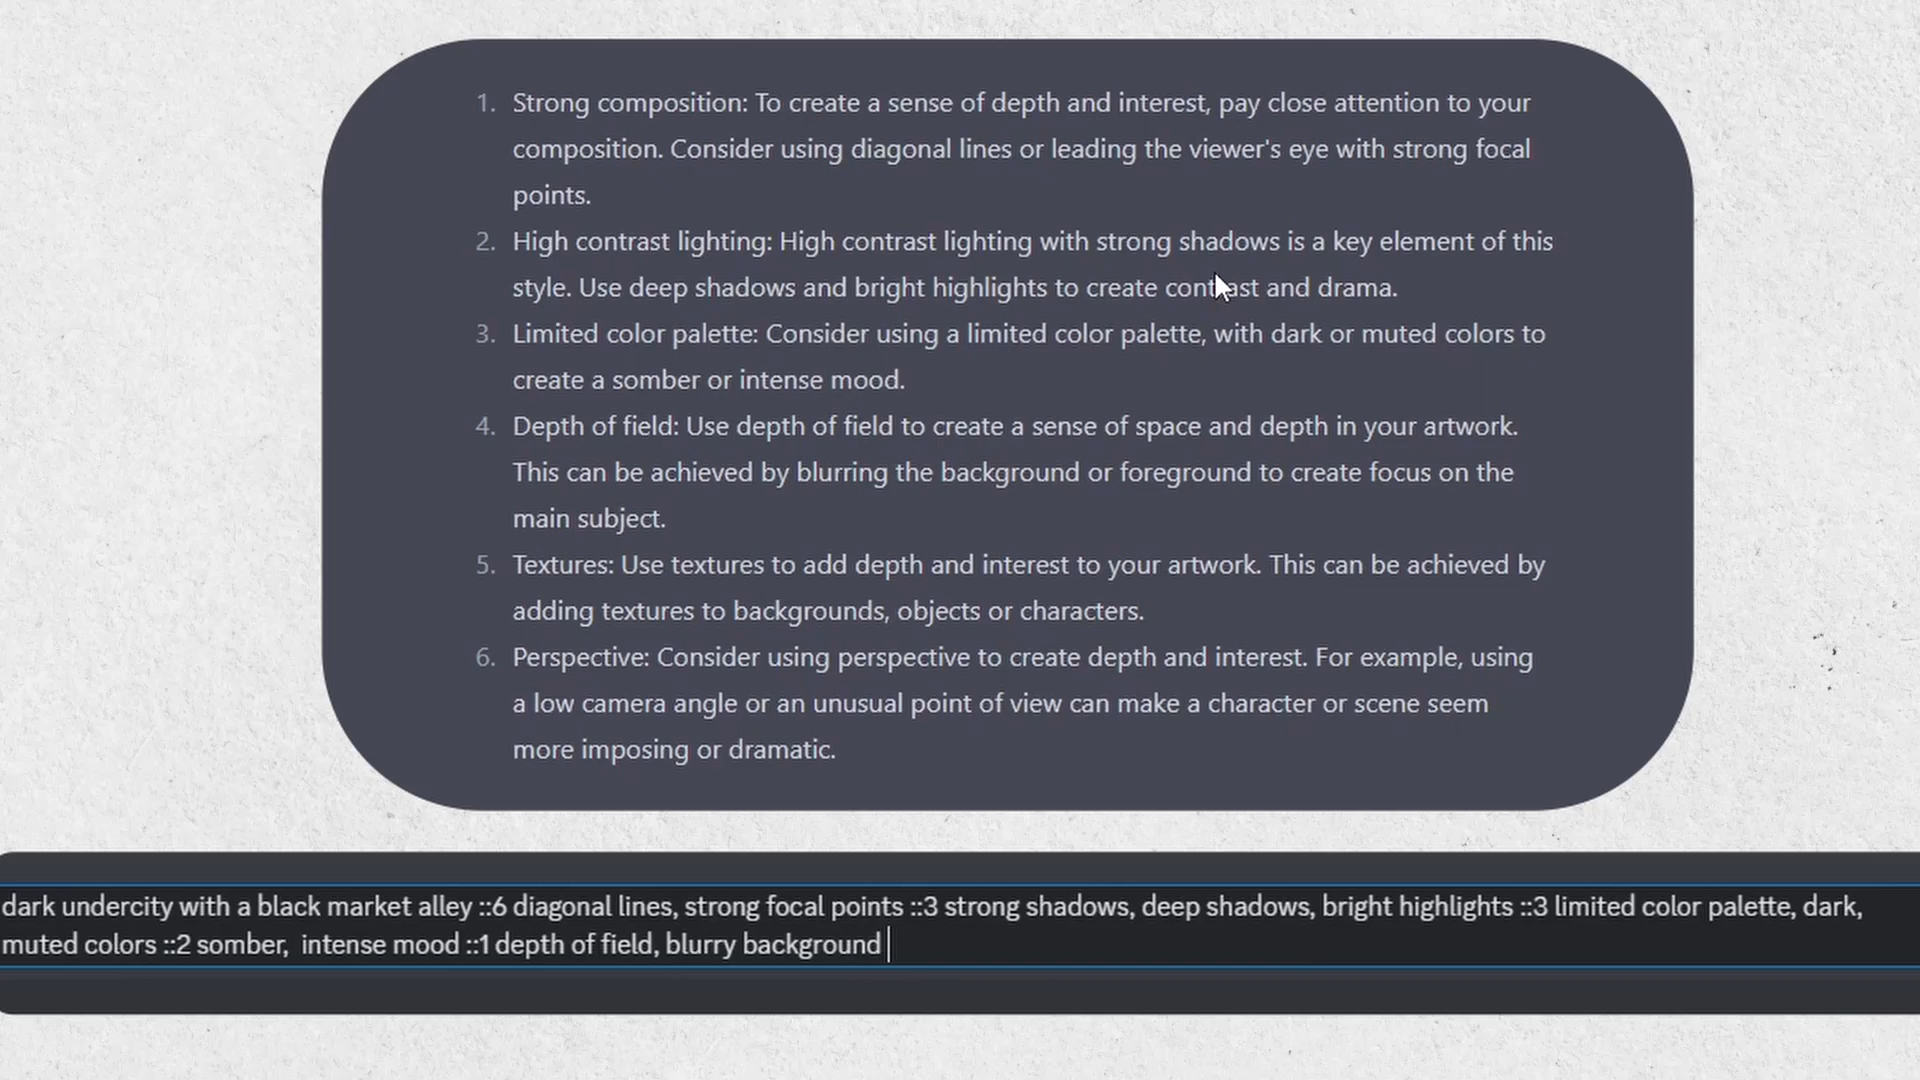 1. Strong composition: To create a sense of depth and interest, pay close attention to your
composition. Consider using diagonal lines or leading the viewer's eye with strong focal
points.
2. High contrast lighting: High contrast lighting with strong shadows is a key element of this
style. Use deep shadows and bright highlights to create contrast and drama.
3. Limited color palette: Consider using a limited color palette, with dark or muted colors to
create a somber or intense mood.
4. Depth of field: Use depth of field to create a sense of space and depth in your artwork.
This can be achieved by blurring the background or foreground to create focus on the
main subject.
5. Textures: Use textures to add depth and interest to your artwork. This can be achieved by
adding textures to backgrounds, objects or characters.
6. Perspective: Consider using perspective to create depth and interest. For example, using
a low camera angle or an unusual point of view can make a character or scene seem
more imposing or dramatic.
dark undercity with a black market alley ::6 diagonal lines, strong focal points ::3 strong shadows, deep shadows, bright highlights ::3 limited color palette, dark,
muted colors ::2 somber,  intense mood ::1 depth of field, blurry background